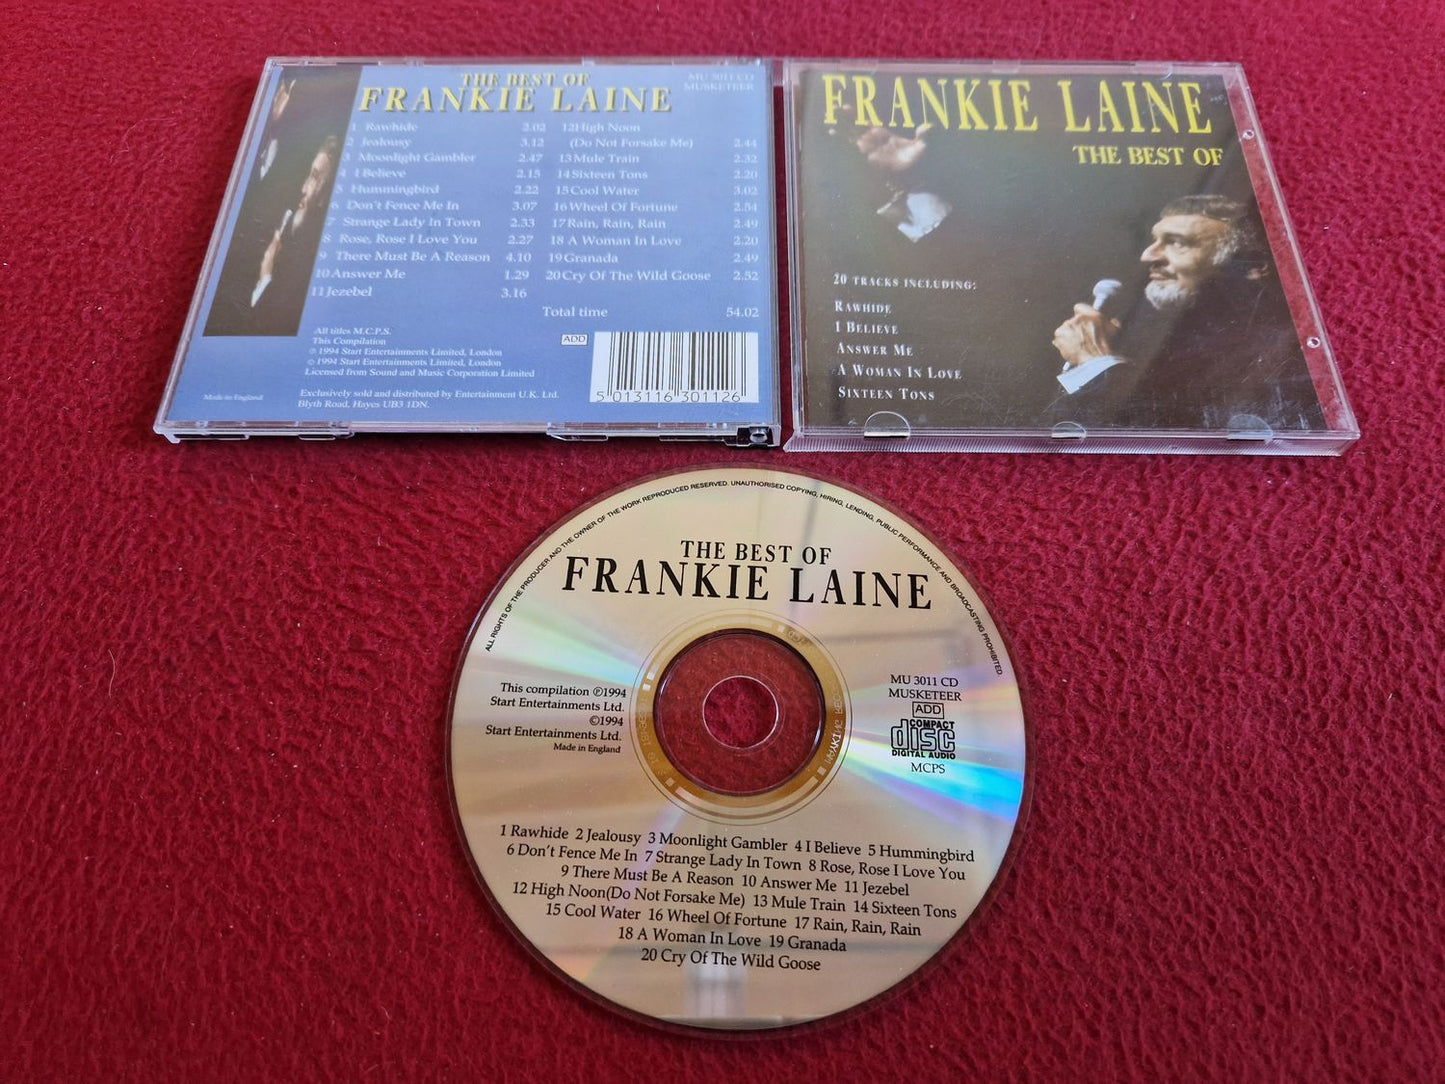 THE BEST OF
FRANKIE LAINE
MU 3011 CD
MUSKETEER
1 Rawhide 2.02
2 Jealousy 3.12
3 Moonlight Gambler 2.47
4 I Believe 2.15
5 Hummingbird 2.22
6 Don't Fence Me In 3.07
7 Strange Lady In Town 2.33
8 Rose, Rose I Love You 2.27
9 There Must Be A Reason 4.10
10 Answer Me 1.29
11 Jezebel 3.16
12 High Noon
(Do Not Forsake Me) 2.44
13 Mule Train 2.32
14 Sixteen Tons 2.20
15 Cool Water 3.02
16 Wheel Of Fortune 2.54
17 Rain, Rain, Rain 2.49
18 A Woman In Love 2.20
19 Granada 2.49
20 Cry Of The Wild Goose 2.52
Total time 54.02
All titles M.C.P.S.
This Compilation
℗ 1994 Start Entertainments Limited, London
© 1994 Start Entertainments Limited, London
Licensed from Sound and Music Corporation Limited
ADD
Made in England
Exclusively sold and distributed by Entertainment U.K. Ltd.
Blyth Road, Hayes UB3 1DN.
5 013116 301126
FRANKIE LAINE
THE BEST OF
20 TRACKS INCLUDING:
RAWHIDE
I BELIEVE
ANSWER ME
A WOMAN IN LOVE
SIXTEEN TONS
ALL RIGHTS OF THE PRODUCER AND THE OWNER OF THE WORK REPRODUCED RESERVED. UNAUTHORISED COPYING, HIRING, LENDING, PUBLIC PERFORMANCE AND BROADCASTING PROHIBITED
THE BEST OF
FRANKIE LAINE
This compilation ℗1994
Start Entertainments Ltd.
©1994
Start Entertainments Ltd.
Made in England
MU 3011 CD
MUSKETEER
ADD
COMPACT
disc
DIGITAL AUDIO
MCPS
1 Rawhide 2 Jealousy 3 Moonlight Gambler 4 I Believe 5 Hummingbird
6 Don't Fence Me In 7 Strange Lady In Town 8 Rose, Rose I Love You
9 There Must Be A Reason 10 Answer Me 11 Jezebel
12 High Noon(Do Not Forsake Me) 13 Mule Train 14 Sixteen Tons
15 Cool Water 16 Wheel Of Fortune 17 Rain, Rain, Rain
18 A Woman In Love 19 Granada
20 Cry Of The Wild Goose